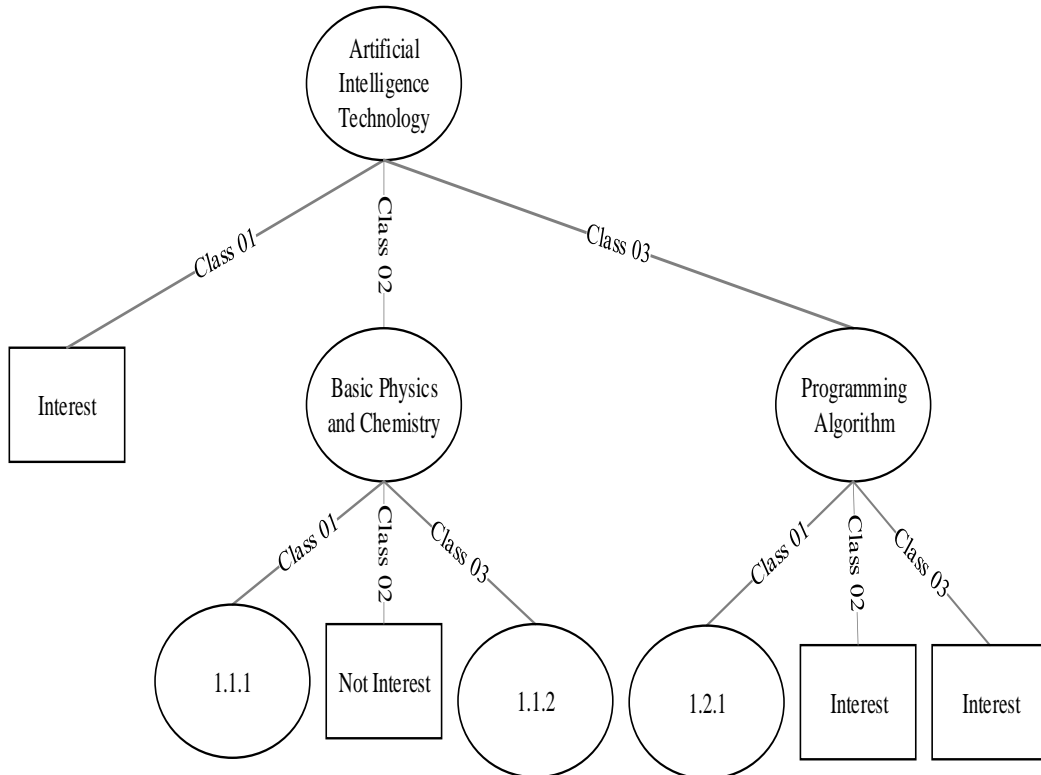 Artificial
Intelligence
Technology
Class 01
Class 02
Class 03
Interest
Basic Physics
and Chemistry
Programming
Algorithm
Class 01
Class 02
Class 03
Class 01
Class 02
Class 03
1.1.1
Not Interest
1.1.2
1.2.1
Interest
Interest